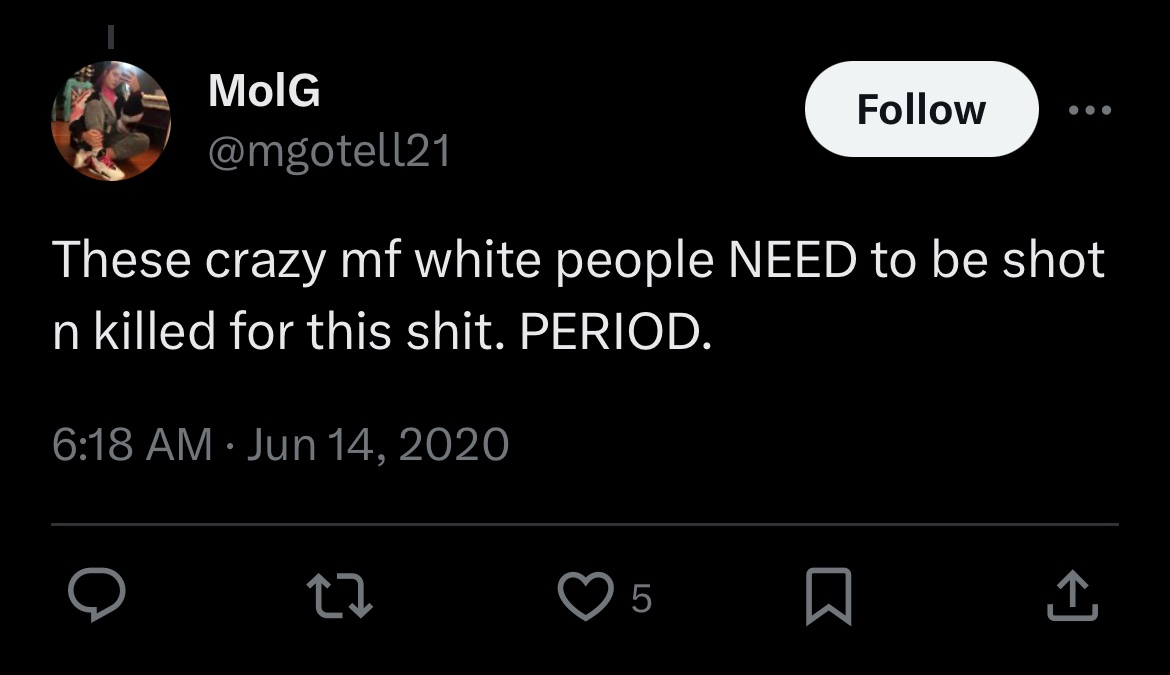 MolG
@mgotell21
Follow
These crazy mf white people NEED to be shot
n killed for this shit. PERIOD.
6:18 AM · Jun 14, 2020
5